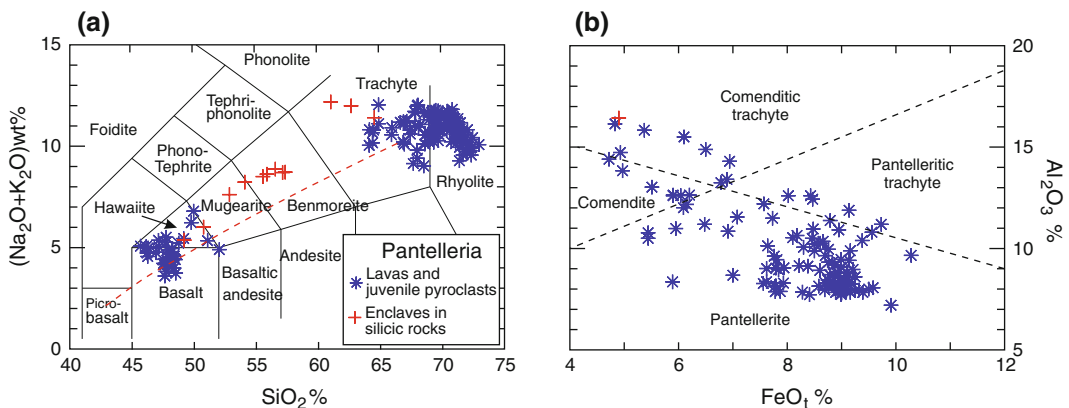 (a)
(Na2O+K2O)wt%
15
10
5
0
40
45
50
55
60
65
70
75
SiO2 %
Phonolite
Trachyte
Tephri-
phonolite
Foidite
Phono-
Tephrite
Hawaiite
Mugearite
Benmoreite
Rhyolite
Basalt
Basaltic
andesite
Andesite
Picro-
basalt
Pantelleria
Lavas and
juvenile pyroclasts
Enclaves in
silicic rocks
(b)
20
15
10
5
Al2O3 %
4
6
8
10
12
FeOt %
Comenditic
trachyte
Pantelleritic
trachyte
Comendite
Pantellerite